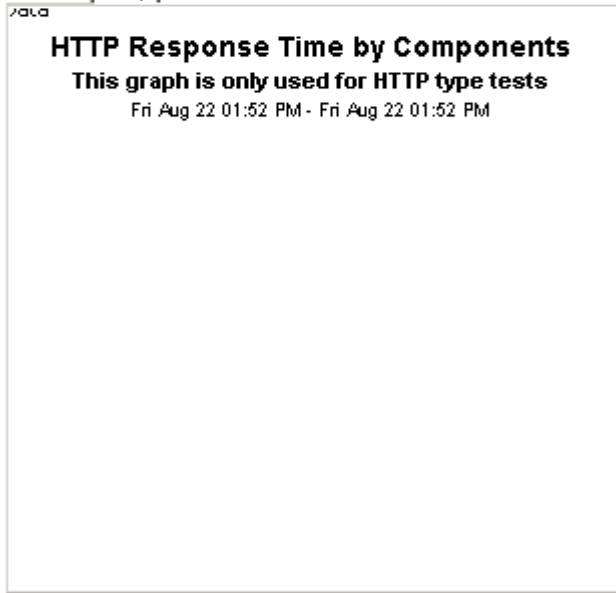 HTTP Response Time by Components
This graph is only used for HTTP type tests
Fri Aug 22 01:52 PM - Fri Aug 22 01:52 PM